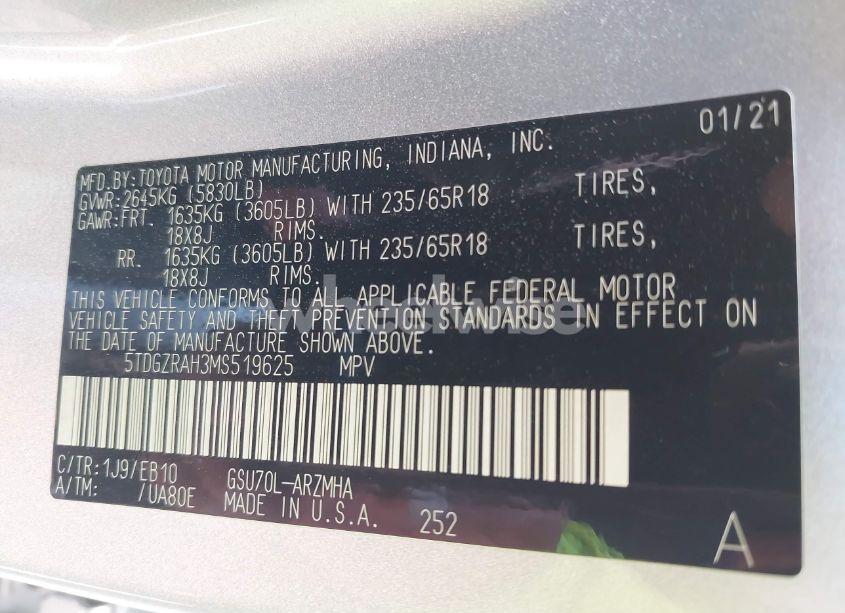 01/21
MFD.BY:TOYOTA MOTOR MANUFACTURING, INDIANA, INC.
GVWR:2645KG (5830LB)
GAWR:FRT. 1635KG (3605LB) WITH 235/65R18 TIRES,
18X8J RIMS.
RR. 1635KG (3605LB) WITH 235/65R18 TIRES,
18X8J RIMS.
THIS VEHICLE CONFORMS TO ALL APPLICABLE FEDERAL MOTOR
VEHICLE SAFETY AND THEFT PREVENTION STANDARDS IN EFFECT ON
THE DATE OF MANUFACTURE SHOWN ABOVE.
5TDGZRAH3MS519625 MPV
C/TR:1J9/EB10 GSU70L-ARZMHA
A/TM: /UA80E MADE IN U.S.A. 252
A
wheelwise